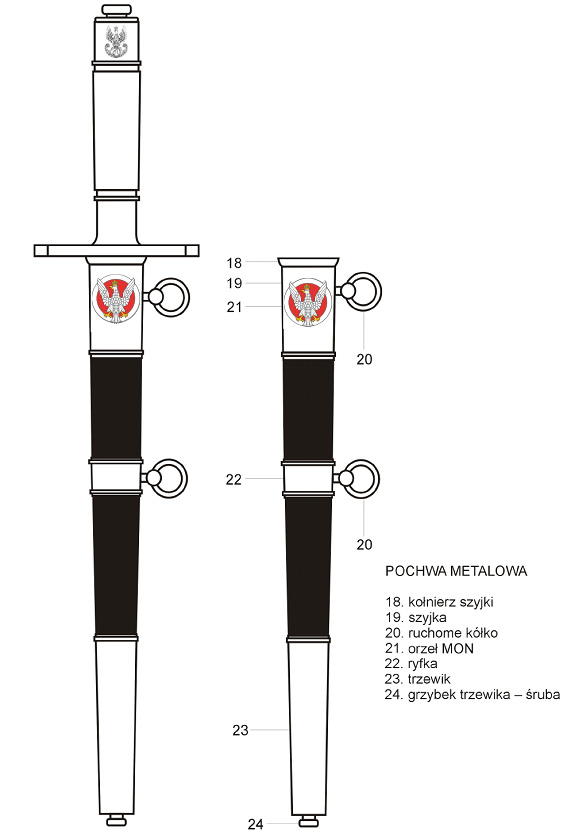 18
19
21
20
22
20
POCHWA METALOWA
18. kołnierz szyjki
19. szyjka
20. ruchome kółko
21. orzeł MON
22. ryfka
23. trzewik
24. grzybek trzewika – śruba
23
24